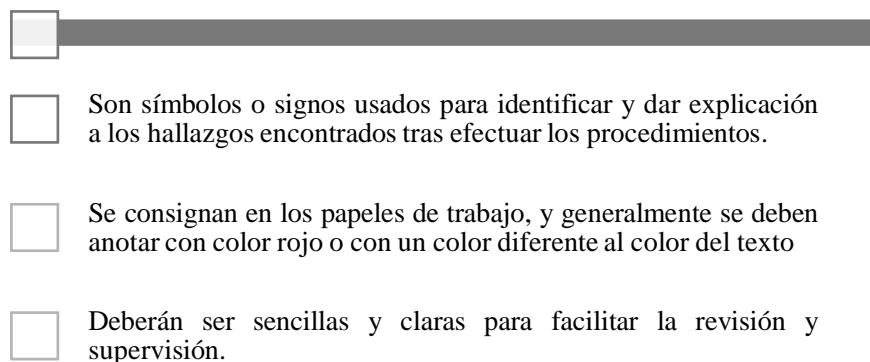 Son símbolos o signos usados para identificar y dar explicación
a los hallazgos encontrados tras efectuar los procedimientos.
Se consignan en los papeles de trabajo, y generalmente se deben
anotar con color rojo o con un color diferente al color del texto
Deberán ser sencillas y claras para facilitar la revisión y
supervisión.